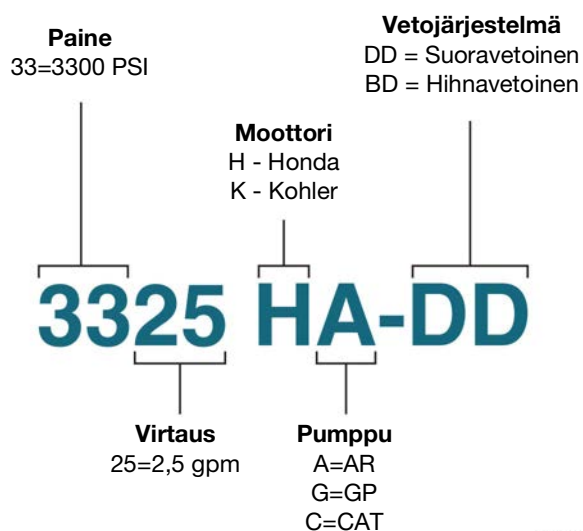 Paine
33=3300 PSI
Vetojärjestelmä
DD = Suoravetoinen
BD = Hihnavetoinen
Moottori
H - Honda
K - Kohler
3325 HA-DD
Virtaus
25=2,5 gpm
Pumppu
A=AR
G=GP
C=CAT